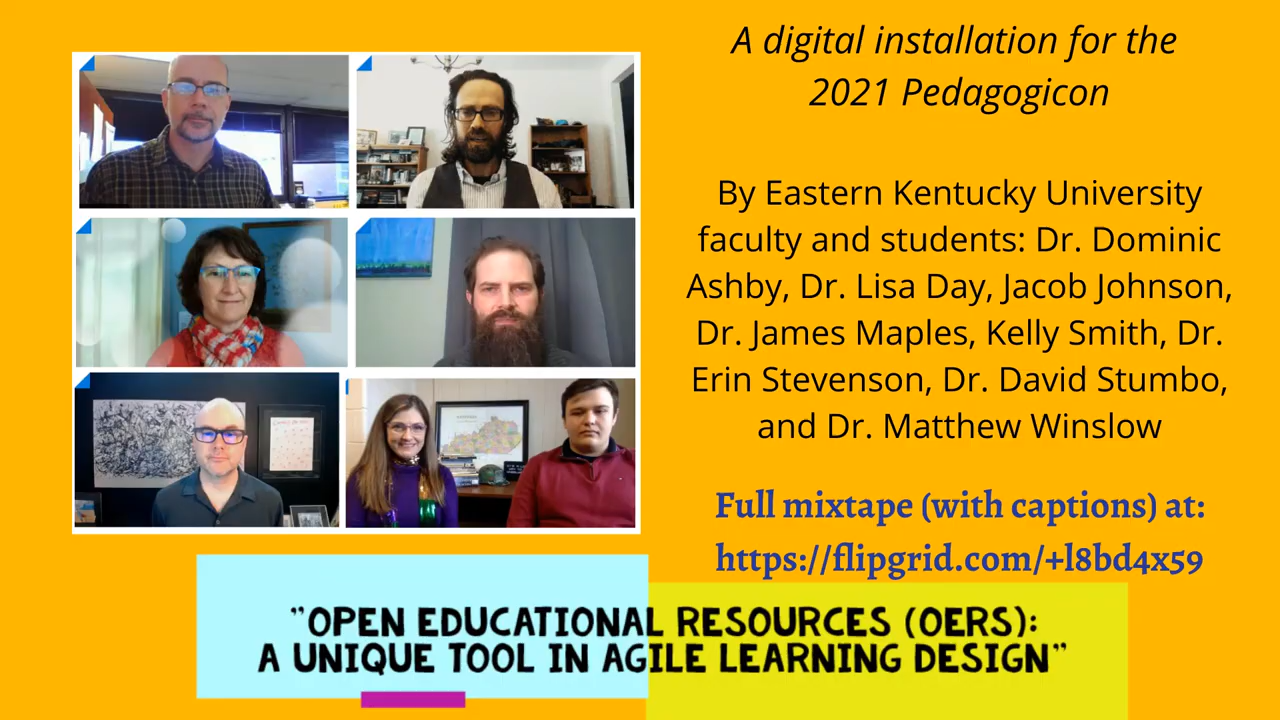 A digital installation for the
2021 Pedagogicon
By Eastern Kentucky University
faculty and students: Dr. Dominic
Ashby, Dr. Lisa Day, Jacob Johnson,
Dr. James Maples, Kelly Smith, Dr.
Erin Stevenson, Dr. David Stumbo,
and Dr. Matthew Winslow
Full mixtape (with captions) at:
https://flipgrid.com/+l8bd4x59
"OPEN EDUCATIONAL RESOURCES (OERS):
A UNIQUE TOOL IN AGILE LEARNING DESIGN"